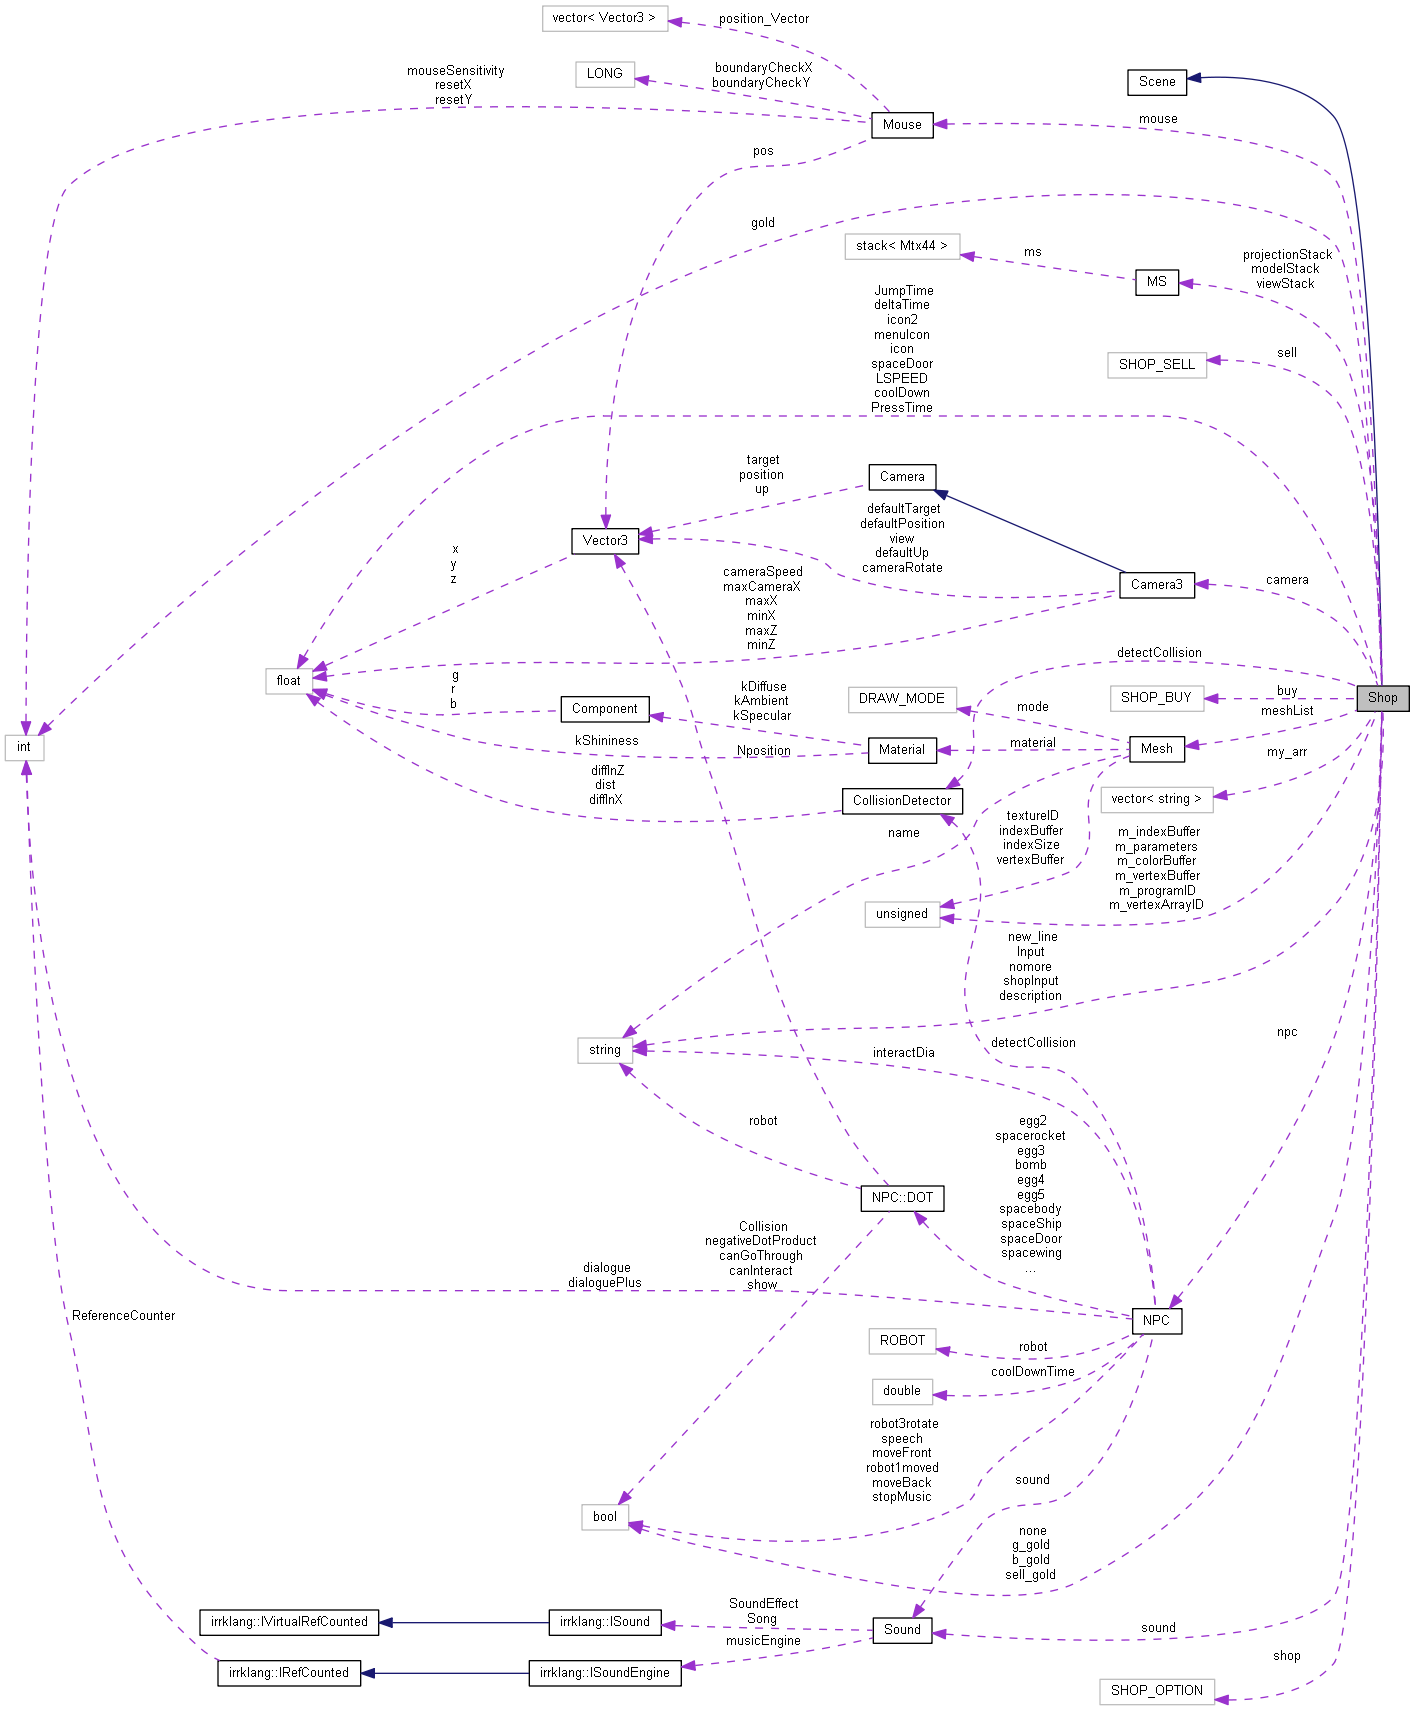 vector< Vector3 >
position_Vector
LONG
boundaryCheckX
boundaryCheckY
mouseSensitivity
resetX
resetY
Scene
Mouse
mouse
pos
gold
stack< Mtx44 >
ms
MS
projectionStack
modelStack
viewStack
JumpTime
deltaTime
icon2
menuIcon
icon
spaceDoor
LSPEED
coolDown
PressTime
SHOP_SELL
sell
target
position
up
Camera
defaultTarget
defaultPosition
view
defaultUp
cameraRotate
Vector3
x
y
z
cameraSpeed
maxCameraX
maxX
minX
maxZ
minZ
Camera3
camera
detectCollision
float
g
r
b
Component
kDiffuse
kAmbient
kSpecular
DRAW_MODE
mode
SHOP_BUY
buy
Shop
meshList
int
kShininess
Nposition
Material
material
Mesh
my_arr
diffInZ
dist
diffInX
CollisionDetector
vector< string >
name
textureID
indexBuffer
indexSize
vertexBuffer
m_indexBuffer
m_parameters
m_colorBuffer
m_vertexBuffer
m_programID
m_vertexArrayID
unsigned
new_line
Input
nomore
shopInput
description
string
interactDia
detectCollision
npc
robot
egg2
spacerocket
egg3
bomb
egg4
egg5
spacebody
spaceShip
spaceDoor
spacewing
...
NPC::DOT
Collision
negativeDotProduct
canGoThrough
canInteract
show
dialogue
dialoguePlus
ReferenceCounter
NPC
ROBOT
robot
double
coolDownTime
robot3rotate
speech
moveFront
robot1moved
moveBack
stopMusic
sound
bool
none
g_gold
b_gold
sell_gold
irrklang::IVirtualRefCounted
irrklang::ISound
SoundEffect
Song
Sound
sound
musicEngine
irrklang::IRefCounted
irrklang::ISoundEngine
shop
SHOP_OPTION